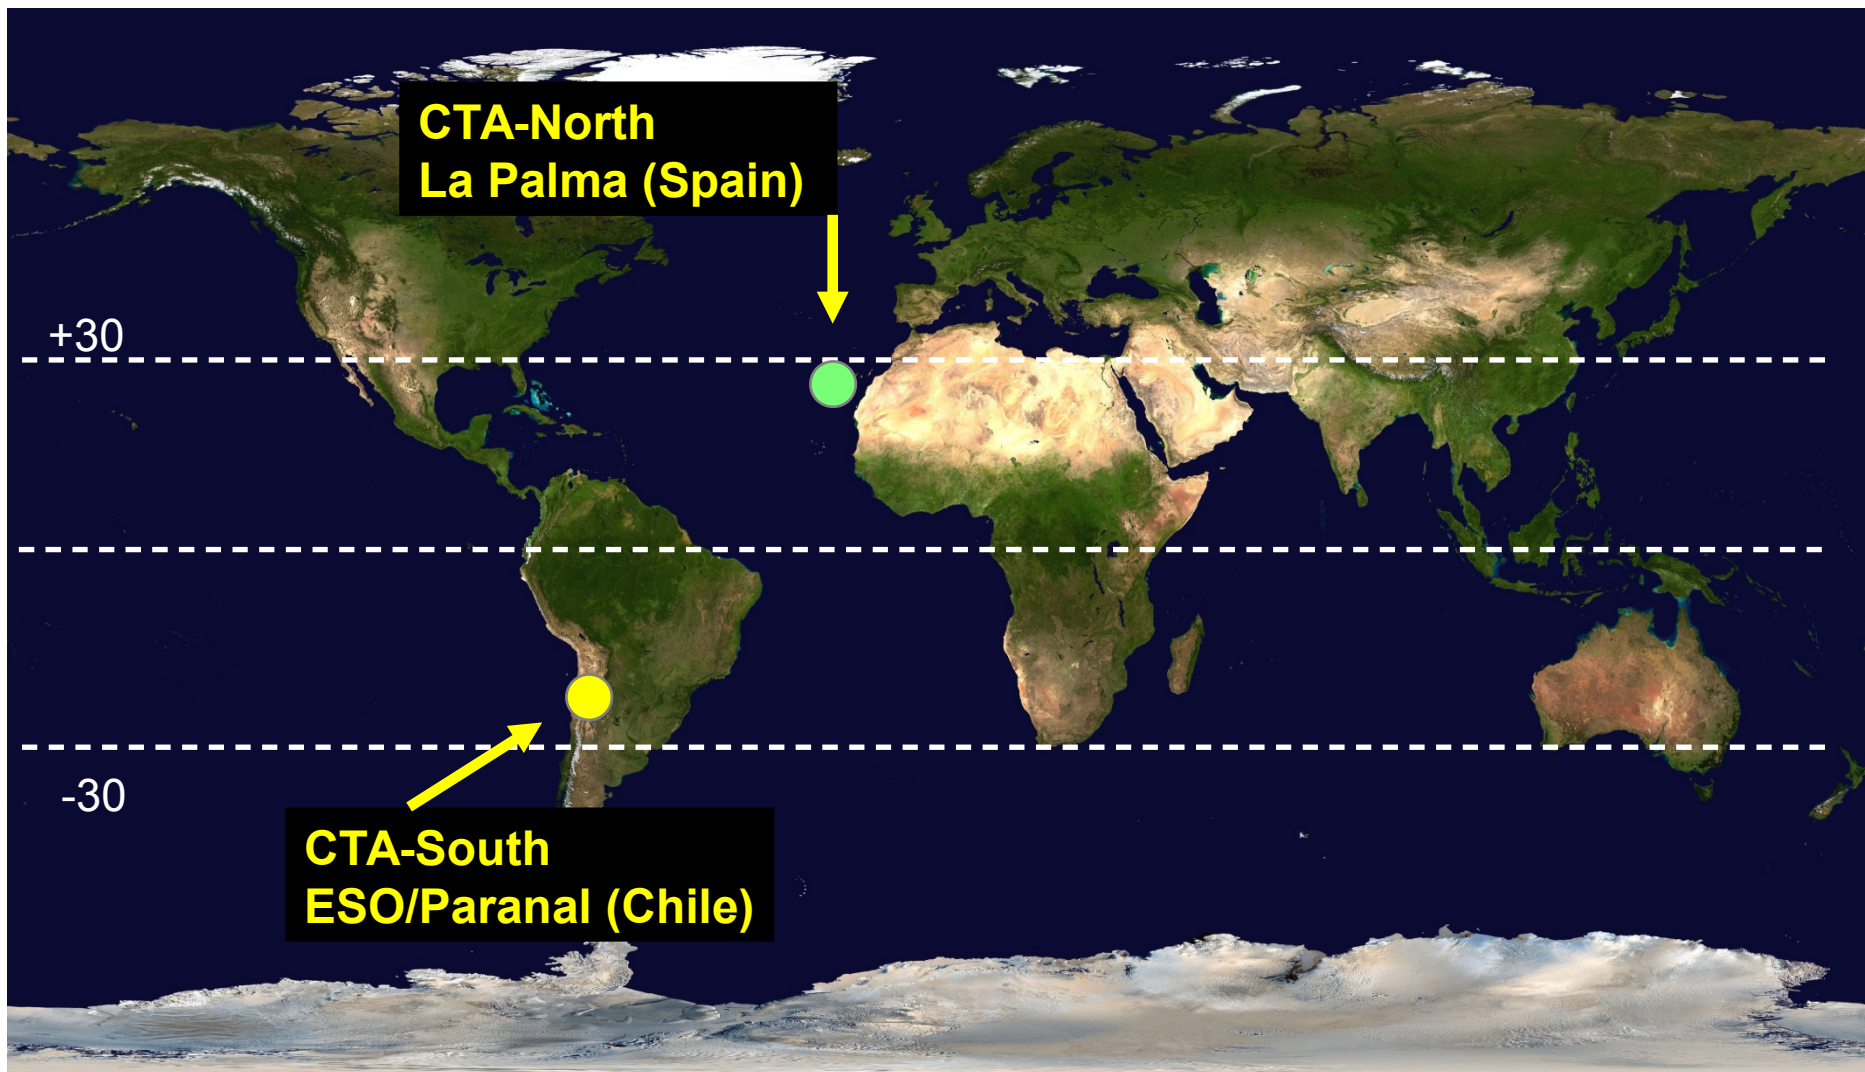 CTA-North
La Palma (Spain)
+30
-30
CTA-South
ESO/Paranal (Chile)